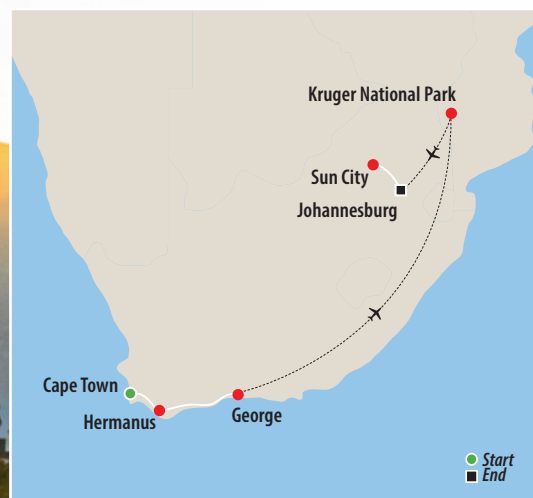 Kruger National Park
Sun City
Johannesburg
Cape Town
Hermanus
George
Start
End